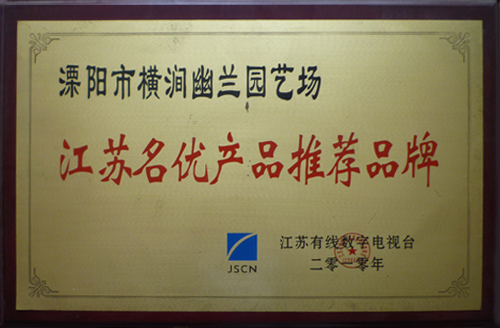 溧阳市横涧幽兰园艺场
江苏名优产品推荐品牌
JSCN
江苏有线数字电视台
二零 零年